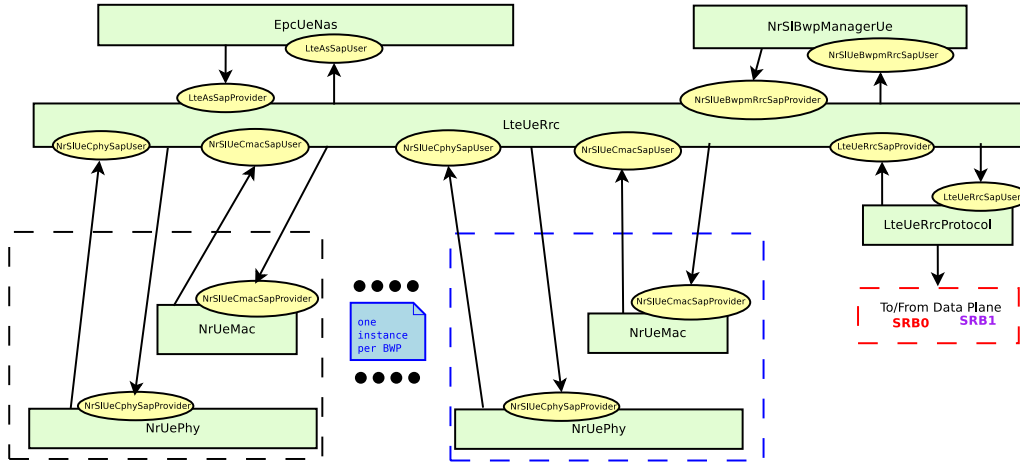 EpcUeNas
NrSlBwpManagerUe
LteAsSapUser
NrSlUeBwpmRrcSapUser
LteAsSapProvider
NrSlUeBwpmRrcSapProvider
LteUeRrc
NrSlUeCphySapUser
NrSlUeCmacSapUser
NrSlUeCphySapUser
NrSlUeCmacSapUser
LteUeRrcSapProvider
LteUeRrcSapUser
LteUeRrcProtocol
NrSlUeCmacSapProvider
NrUeMac
one
instance
per BWP
NrSlUeCmacSapProvider
NrUeMac
To/From Data Plane
SRB0
SRB1
NrSlUeCphySapProvider
NrUePhy
NrSlUeCphySapProvider
NrUePhy